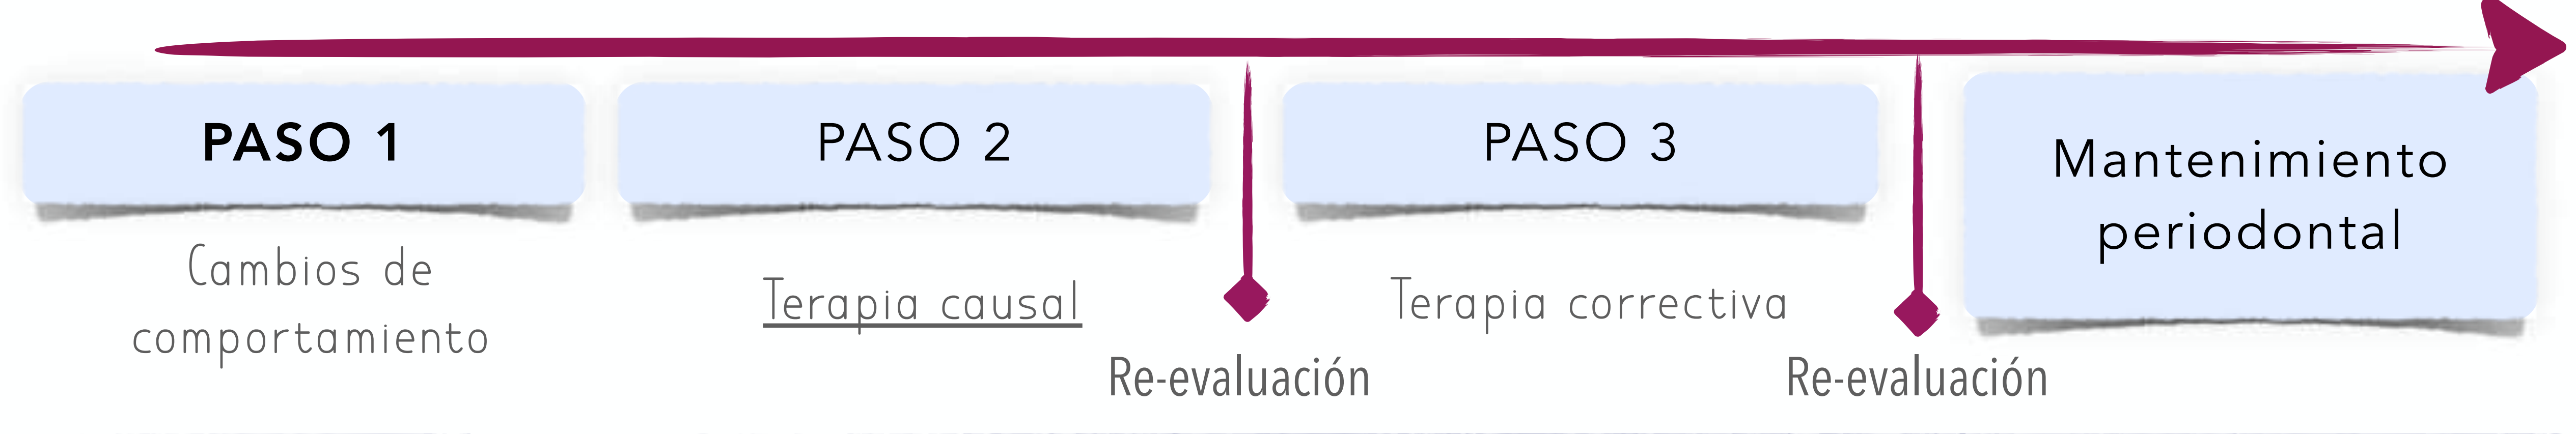 PASO 1
Cambios de
comportamiento
PASO 2
Terapia causal
Re-evaluación
PASO 3
Terapia correctiva
Re-evaluación
Mantenimiento
periodontal